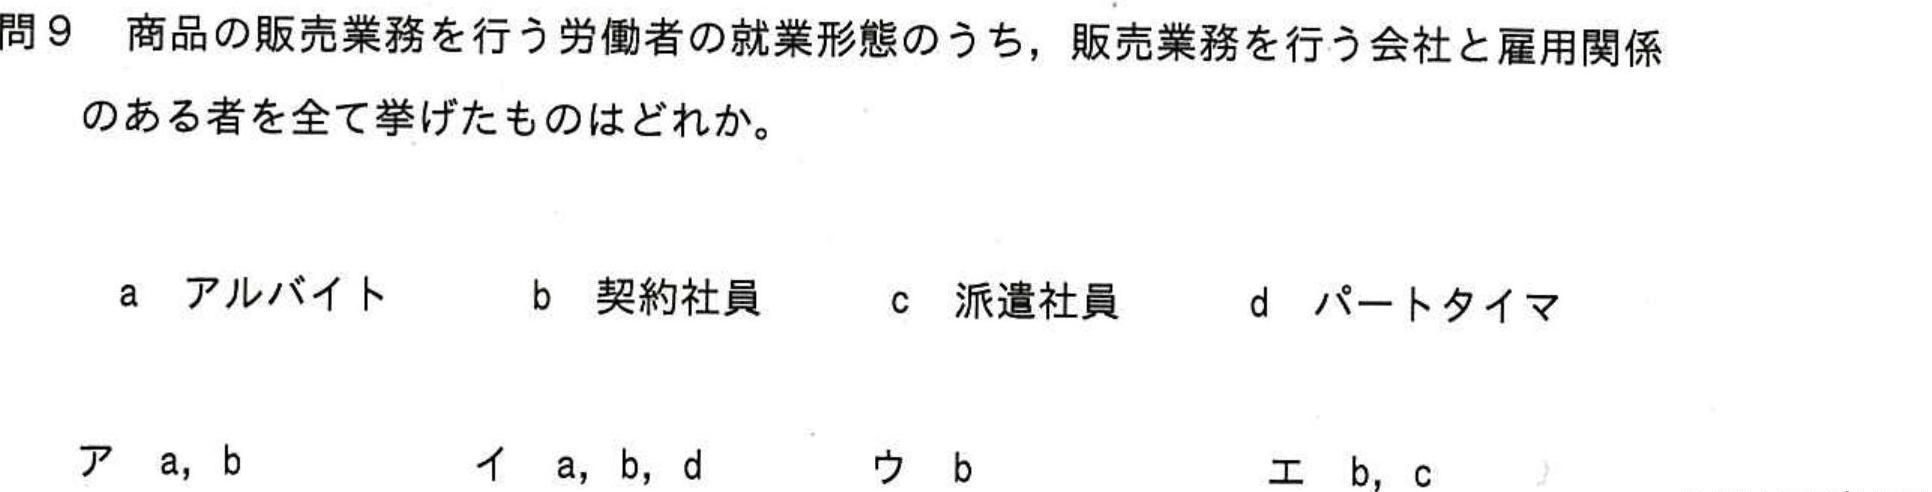 問9　商品の販売業務を行う労働者の就業形態のうち，販売業務を行う会社と雇用関係
のある者を全て挙げたものはどれか。
a　アルバイト　b　契約社員　c　派遣社員　d　パートタイマ
ア　a，b　イ　a，b，d　ウ　b　エ　b，c